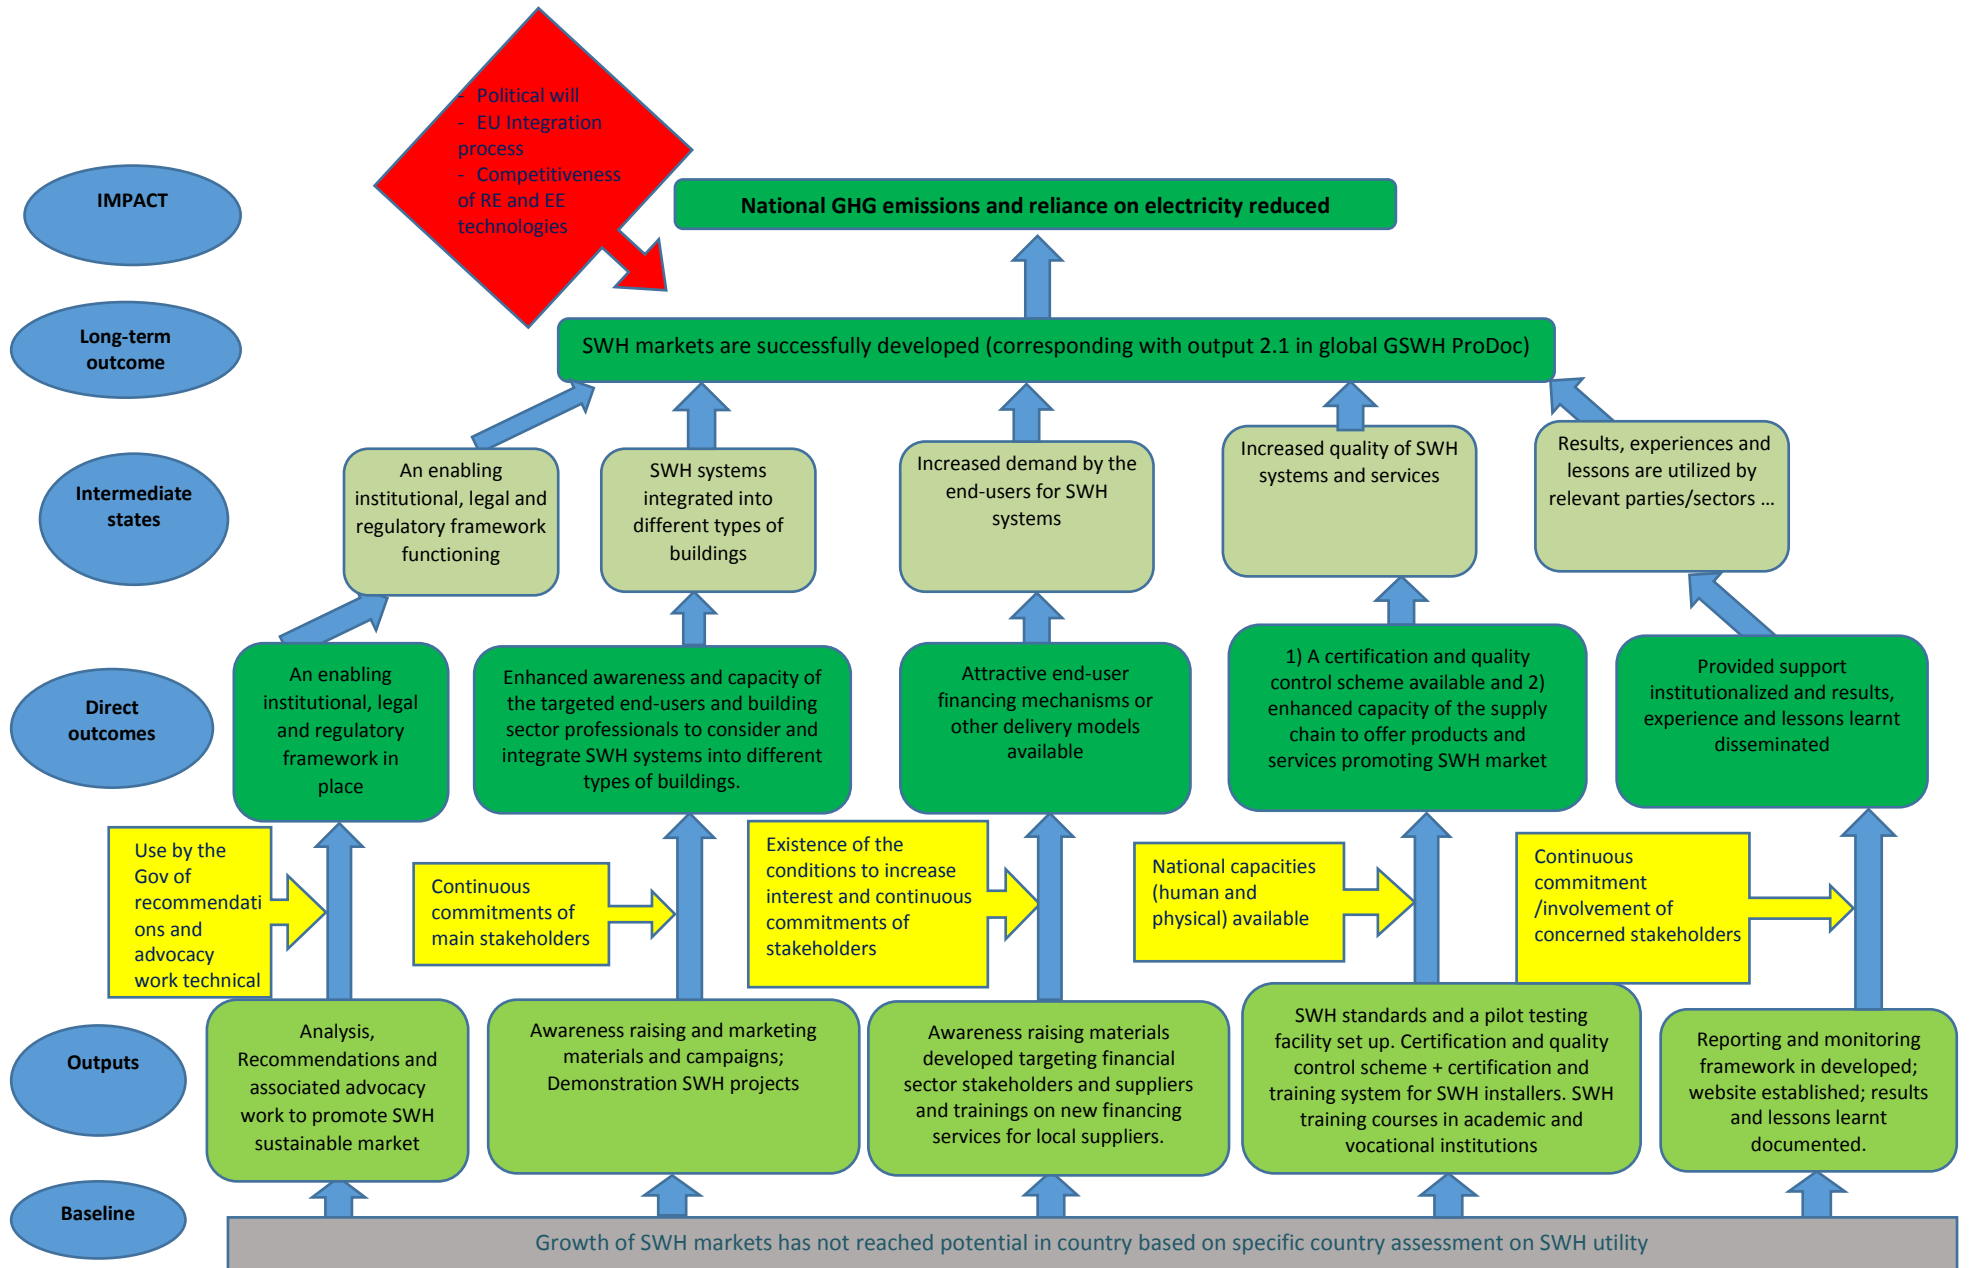 - Political will
- EU Integration
process
- Competitiveness
of RE and EE
technologies
IMPACT
National GHG emissions and reliance on electricity reduced
Long-term
outcome
SWH markets are successfully developed (corresponding with output 2.1 in global GSWH ProDoc)
Intermediate
states
An enabling
institutional, legal and
regulatory framework
functioning
SWH systems
integrated into
different types of
buildings
Increased demand by the
end-users for SWH
systems
Increased quality of SWH
systems and services
Results, experiences and
lessons are utilized by
relevant parties/sectors ...
Direct
outcomes
An enabling
institutional, legal
and regulatory
framework in
place
Enhanced awareness and capacity of
the targeted end-users and building
sector professionals to consider and
integrate SWH systems into different
types of buildings.
Attractive end-user
financing mechanisms or
other delivery models
available
1) A certification and quality
control scheme available and 2)
enhanced capacity of the supply
chain to offer products and
services promoting SWH market
Provided support
institutionalized and results,
experience and lessons learnt
disseminated
Use by the
Gov of
recommendati
ons and
advocacy
work technical
Continuous
commitments of
main stakeholders
Existence of the
conditions to increase
interest and continuous
commitments of
stakeholders
National capacities
(human and
physical) available
Continuous
commitment
/involvement of
concerned stakeholders
Outputs
Analysis,
Recommendations and
associated advocacy
work to promote SWH
sustainable market
Awareness raising and marketing
materials and campaigns;
Demonstration SWH projects
Awareness raising materials
developed targeting financial
sector stakeholders and suppliers
and trainings on new financing
services for local suppliers.
SWH standards and a pilot testing
facility set up. Certification and quality
control scheme + certification and
training system for SWH installers. SWH
training courses in academic and
vocational institutions
Reporting and monitoring
framework in developed;
website established; results
and lessons learnt
documented.
Baseline
Growth of SWH markets has not reached potential in country based on specific country assessment on SWH utility